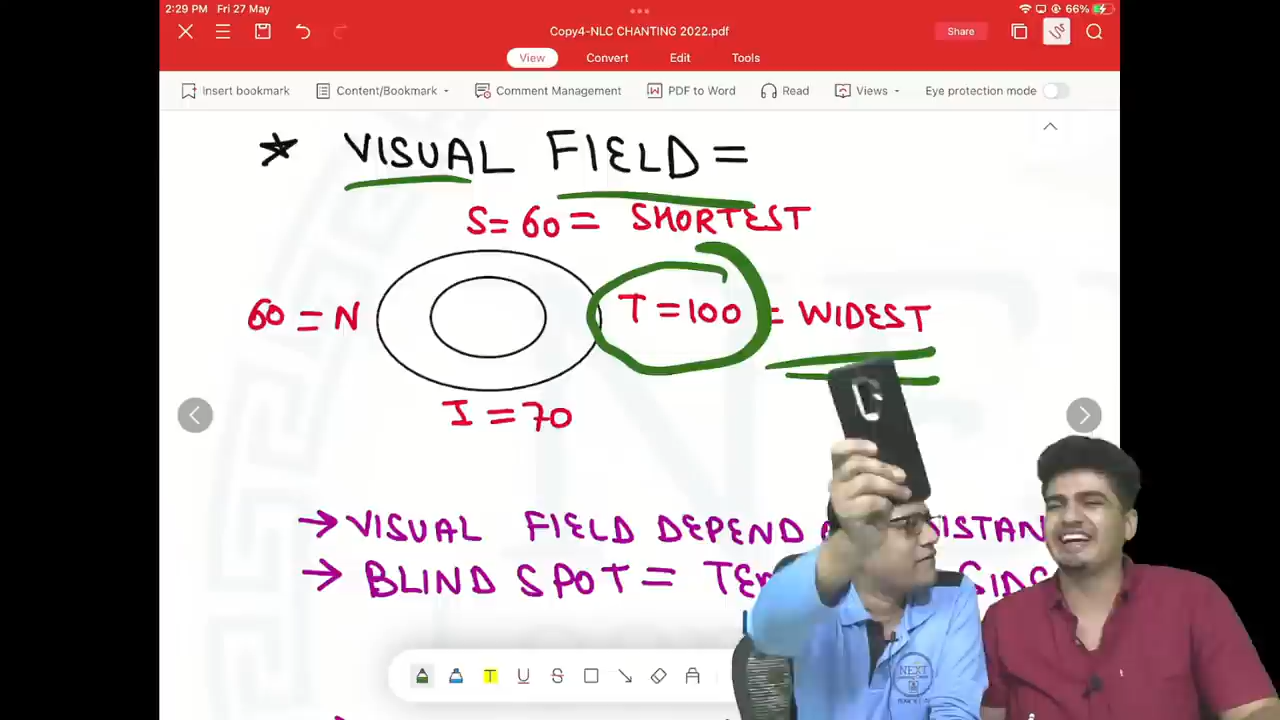 2:29 PM Fri 27 May
66%
Copy4-NLC CHANTING 2022.pdf
Share
View Convert Edit Tools
Insert bookmark Content/Bookmark Comment Management PDF to Word Read Views Eye protection mode
* VISUAL FIELD =
S = 60 = SHORTEST
60 = N T = 100 = WIDEST
I = 70
→ VISUAL FIELD DEPEND
→ BLIND SPOT =
T U S
NEXT